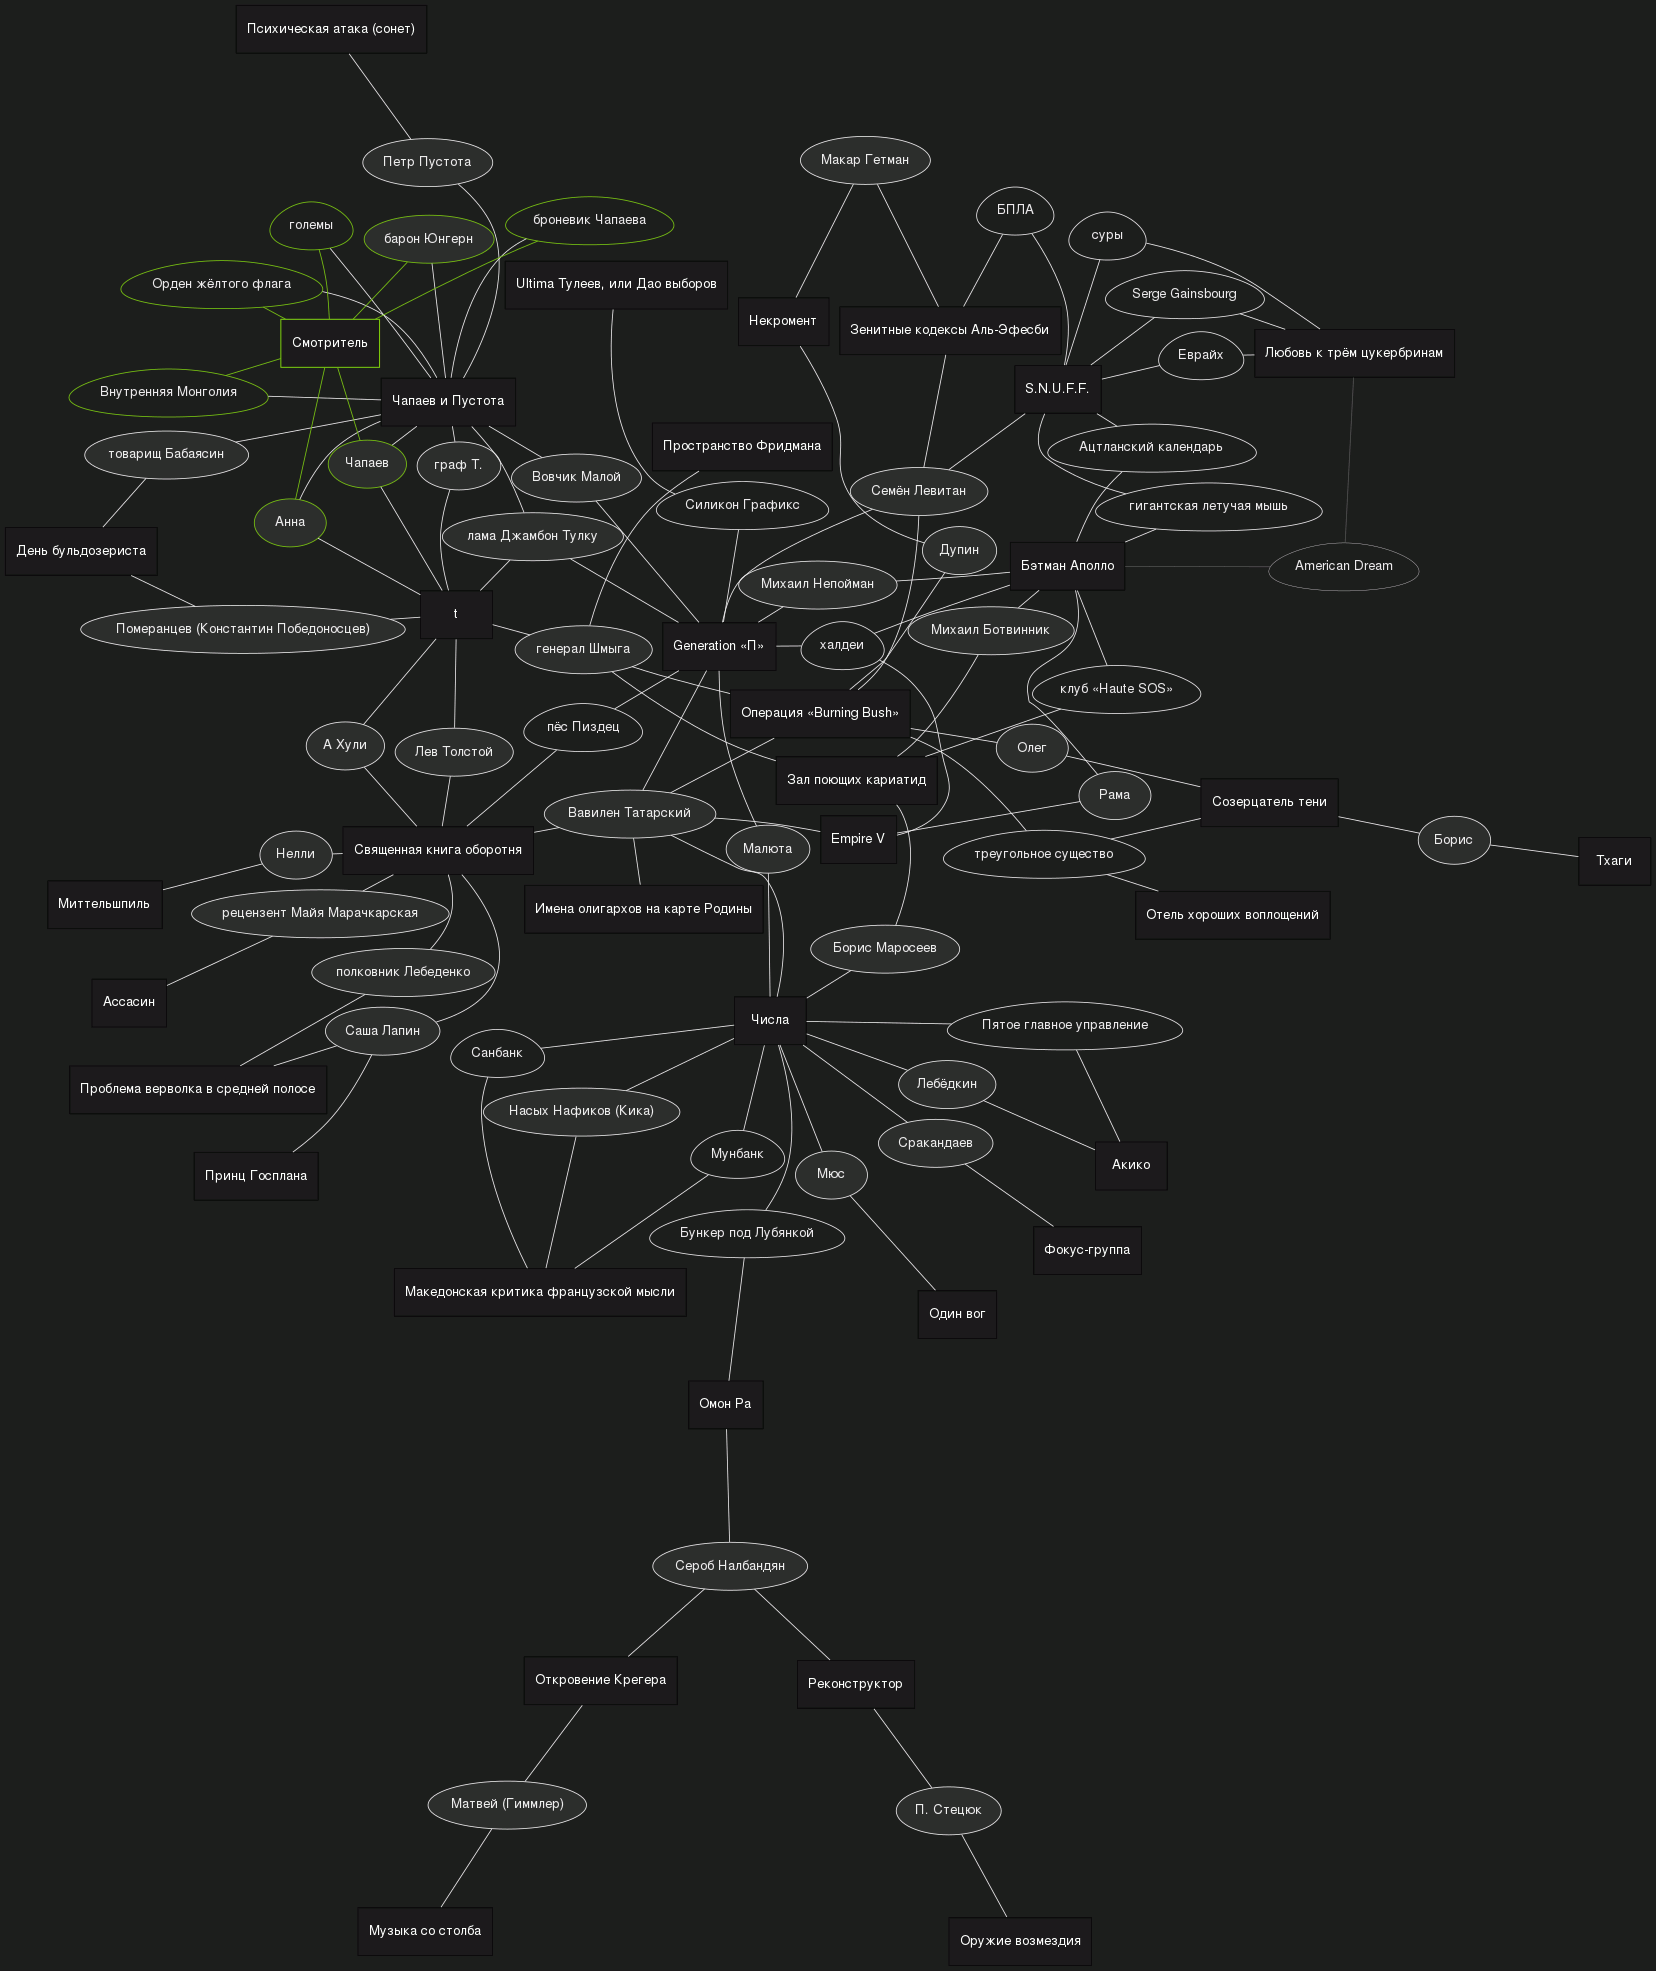 Психическая атака (сонет)
Петр Пустота
Макар Гетман
БПЛА
големы
броневик Чапаева
барон Юнгерн
суры
Орден жёлтого флага
Ultima Тулеев, или Дао выборов
Serge Gainsbourg
Некромент
Зенитные кодексы Аль-Эфесби
Смотритель
Еврайх
Любовь к трём цукербринам
Внутренняя Монголия
Чапаев и Пустота
S.N.U.F.F.
товарищ Бабаясин
Чапаев
граф Т.
Вовчик Малой
Пространство Фридмана
Ацтланский календарь
Семён Левитан
Силикон Графикс
гигантская летучая мышь
Анна
лама Джамбон Тулку
День бульдозериста
Дупин
Бэтман Аполло
American Dream
Михаил Непойман
t
Померанцев (Константин Победоносцев)
генерал Шмыга
Generation «П»
халдеи
Михаил Ботвинник
клуб «Haute SOS»
Операция «Burning Bush»
пёс Пиздец
А Хули
Лев Толстой
Олег
Зал поющих кариатид
Рама
Созерцатель тени
Вавилен Татарский
Empire V
Борис
Малюта
Священная книга оборотня
Нелли
треугольное существо
Тхаги
Миттельшпиль
рецензент Майя Марачкарская
Имена олигархов на карте Родины
Отель хороших воплощений
Борис Маросеев
полковник Лебеденко
Ассасин
Саша Лапин
Числа
Пятое главное управление
Санбанк
Проблема верволка в средней полосе
Лебёдкин
Насых Нафиков (Кика)
Сракандаев
Мунбанк
Мюс
Акико
Принц Госплана
Бункер под Лубянкой
Фокус-группа
Македонская критика французской мысли
Один вог
Омон Ра
Сероб Налбандян
Откровение Крегера
Реконструктор
Матвей (Гиммлер)
П. Стецюк
Музыка со столба
Оружие возмездия